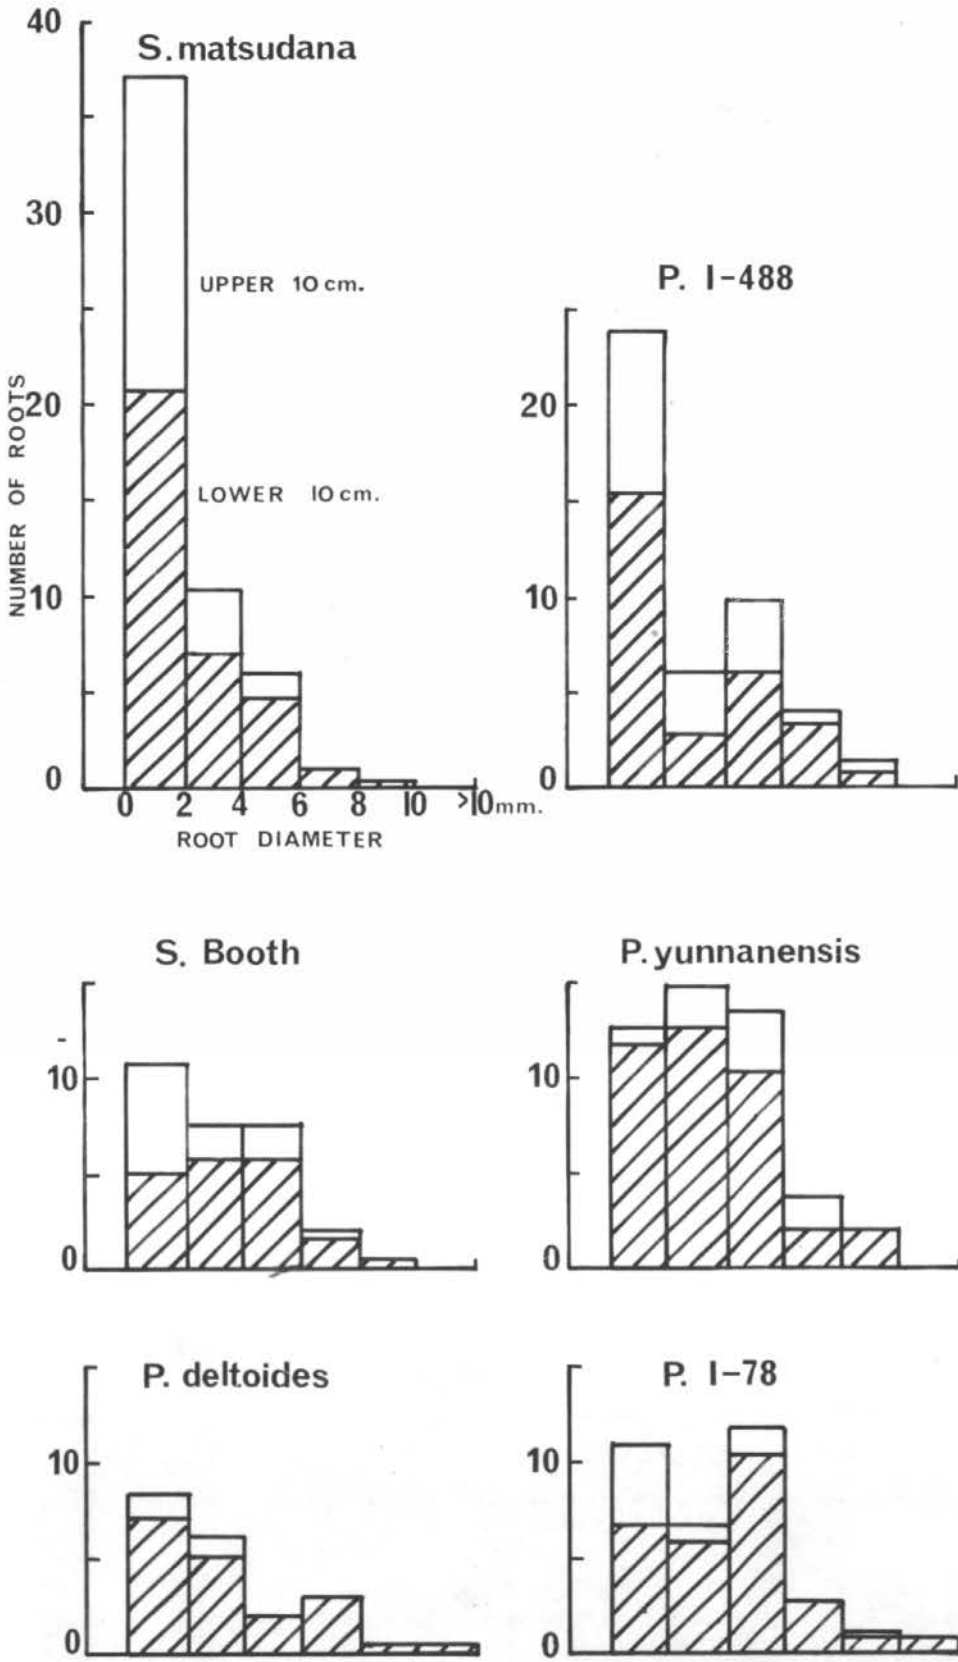 S. matsudana
40
30
20
10
0
NUMBER OF ROOTS
UPPER 10 cm.
LOWER 10 cm.
0 2 4 6 8 10 >10 mm.
ROOT DIAMETER
P. I-488
20
10
0
S. Booth
10
0
P. yunnanensis
10
0
P. deltoides
10
0
P. I-78
10
0